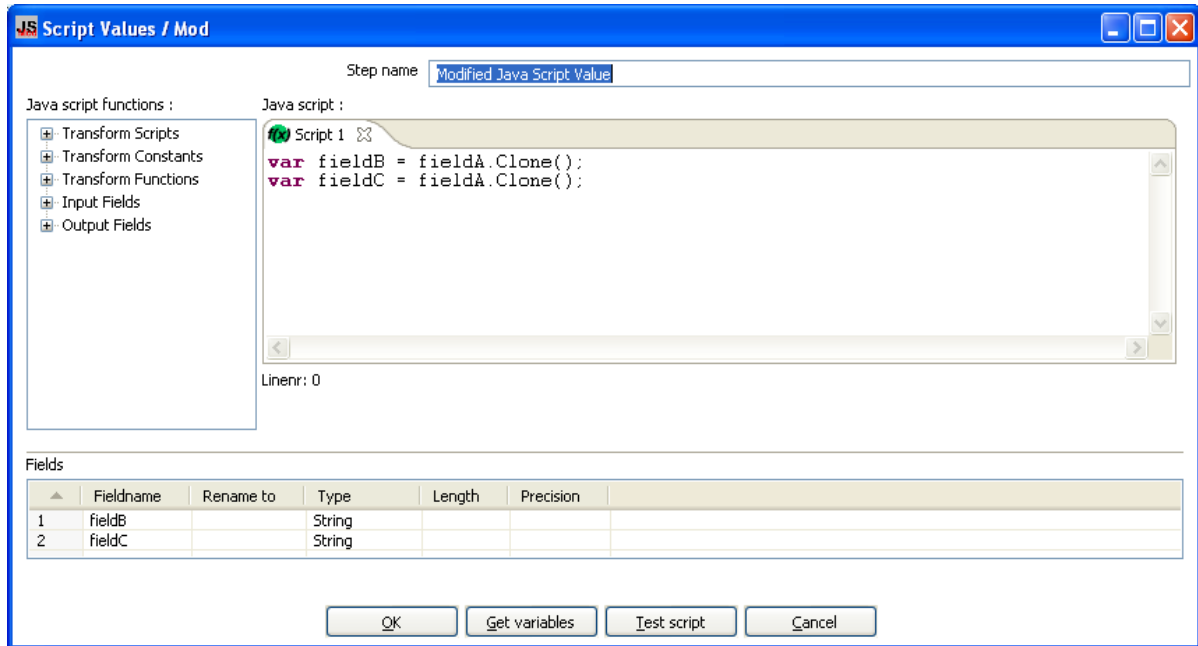 JS Script Values / Mod
Step name Modified Java Script Value
Java script functions :
Java script :
Transform Scripts
Transform Constants
Transform Functions
Input Fields
Output Fields
f(x) Script 1
var fieldB = fieldA.Clone();
var fieldC = fieldA.Clone();
Linenr: 0
Fields
Fieldname Rename to Type Length Precision
1 fieldB String
2 fieldC String
OK Get variables Test script Cancel